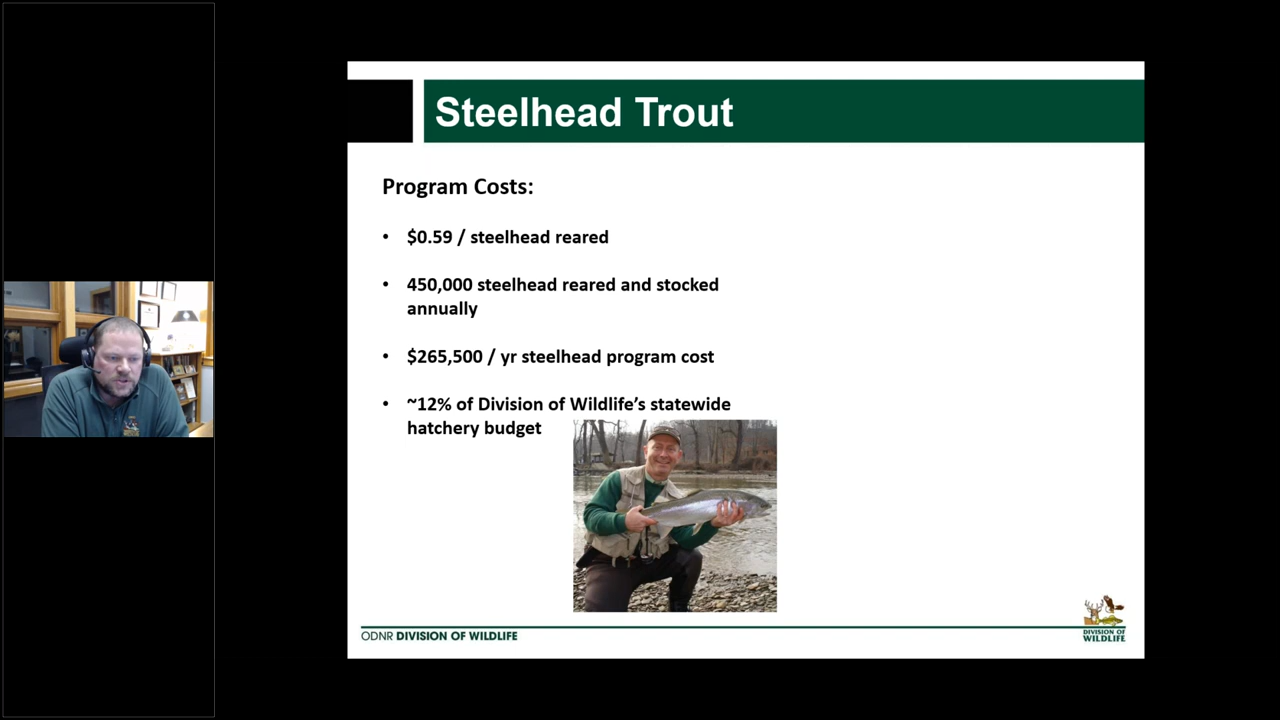 Steelhead Trout
Program Costs:
• $0.59 / steelhead reared
• 450,000 steelhead reared and stocked
annually
• $265,500 / yr steelhead program cost
• ~12% of Division of Wildlife's statewide
hatchery budget
ODNR DIVISION OF WILDLIFE
DIVISION OF
WILDLIFE